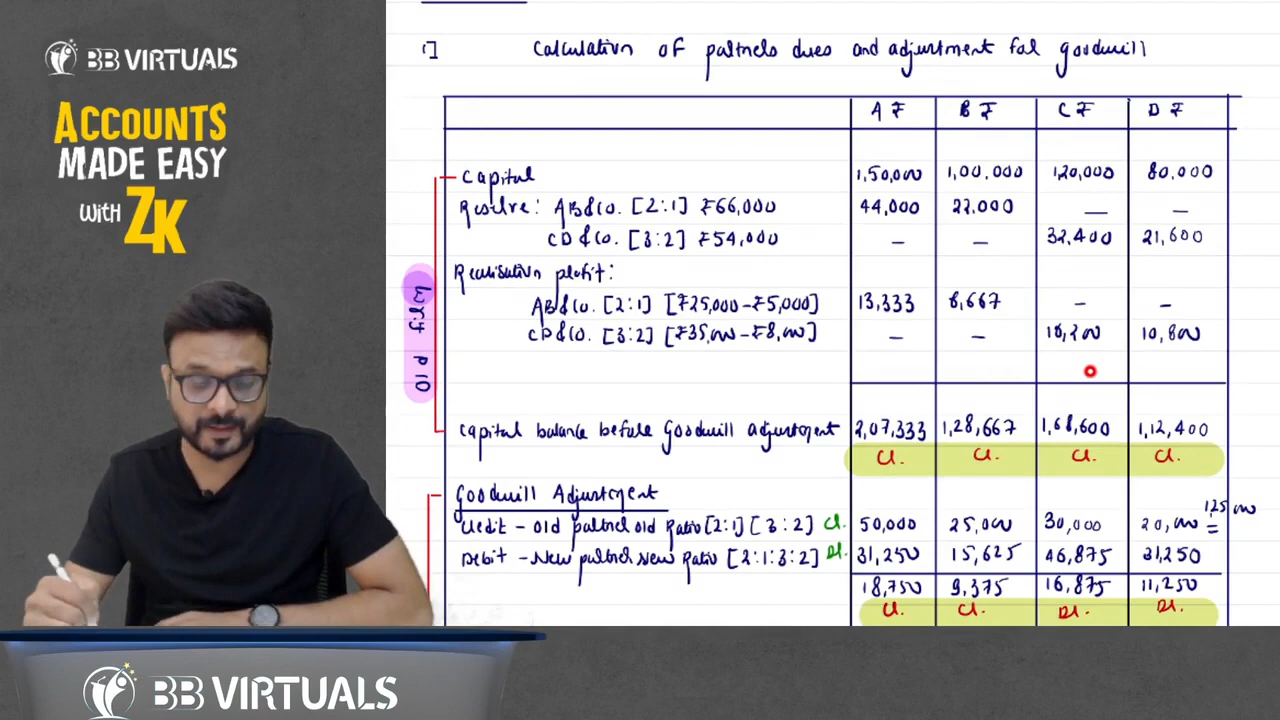 BB VIRTUALS
ACCOUNTS
MADE EASY
WITH ZK
1] Calculation of partners dues and adjustment for goodwill
A ₹ B ₹ C ₹ D ₹
Capital 1,50,000 1,00,000 1,20,000 80,000
Reserve: AB & Co. [2:1] ₹66,000 44,000 22,000 — —
CD & Co. [3:2] ₹54,000 — — 32,400 21,600
Realisation profit:
AB & Co. [2:1] [₹25,000 - ₹5,000] 13,333 6,667 - -
CD & Co. [3:2] [₹35,000 - ₹8,000] - - 16,200 10,800
Capital balance before Goodwill adjustment 2,07,333 1,28,667 1,68,600 1,12,400
Cr. Cr. Cr. Cr.
Goodwill Adjustment
Credit - Old partner old Ratio [2:1] [3:2] Cr. 50,000 25,000 30,000 20,000 = 125000
Debit - New partner New Ratio [2:1:3:2] Dr. 31,250 15,625 46,875 31,250
18,750 9,375 16,875 11,250
Cr. Cr. Dr. Dr.
BB VIRTUALS